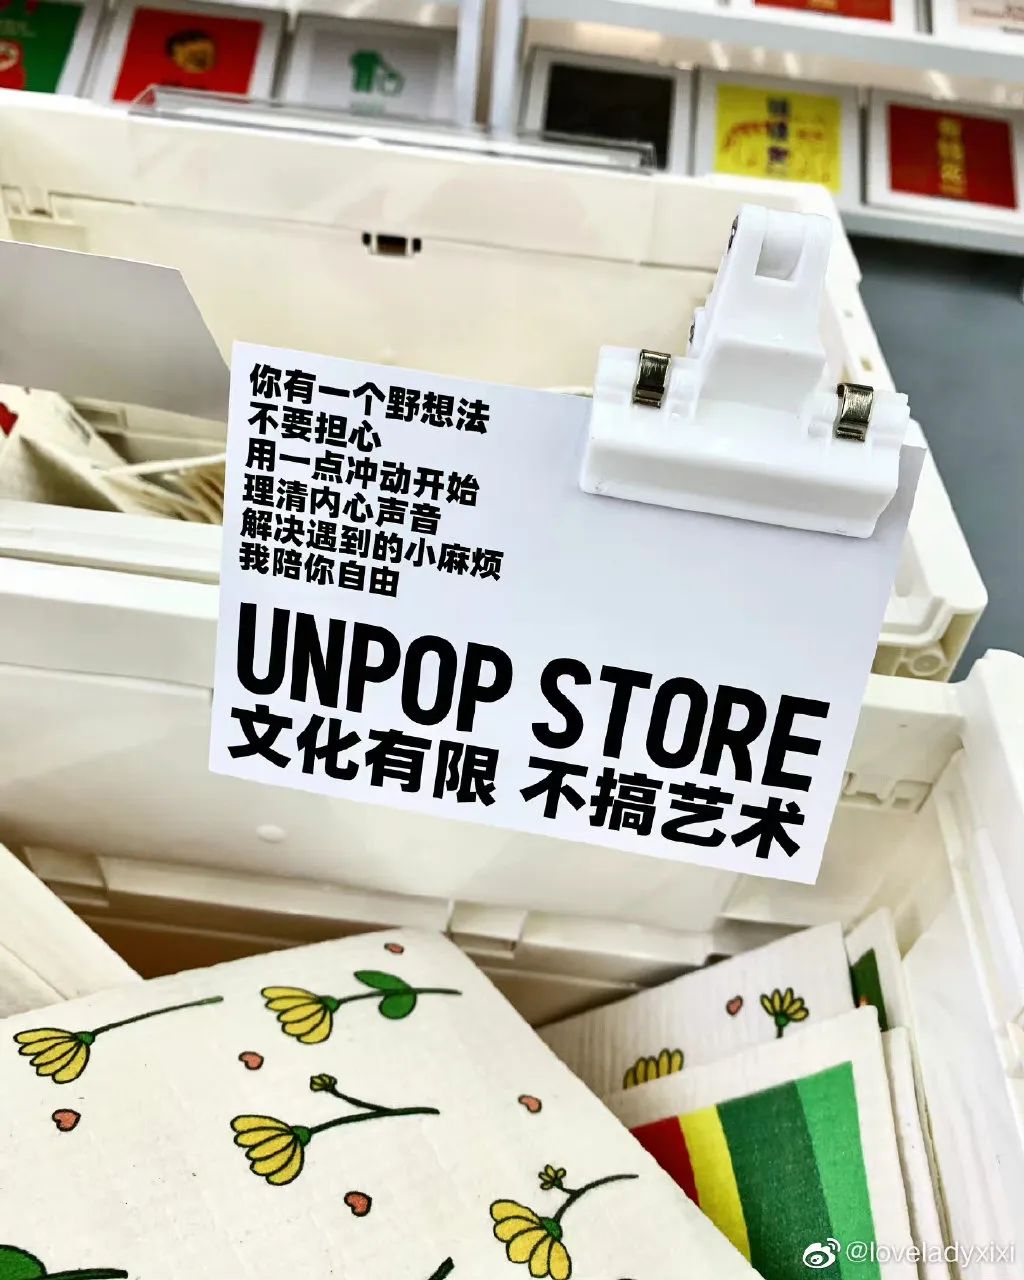 你有一个野想法
不要担心
用一点冲动开始
理清内心声音
解决遇到的小麻烦
我陪你自由
UNPOP STORE
文化有限 不搞艺术
@loveladyxixi